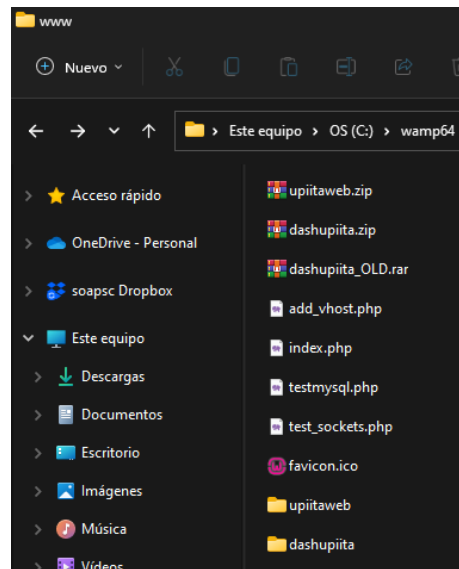 www
Nuevo
Este equipo > OS (C:) > wamp64
Acceso rápido
OneDrive - Personal
soapsc Dropbox
Este equipo
Descargas
Documentos
Escritorio
Imágenes
Música
Vídeos
upiitaweb.zip
dashupiita.zip
dashupiita_OLD.rar
add_vhost.php
index.php
testmysql.php
test_sockets.php
favicon.ico
upiitaweb
dashupiita